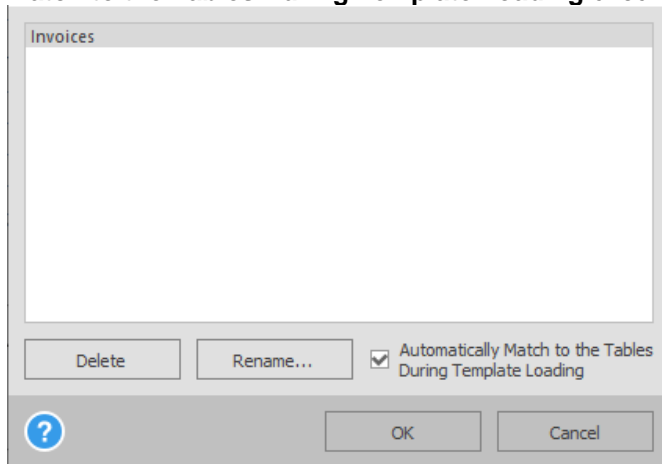 Invoices
Delete
Rename...
Automatically Match to the Tables
During Template Loading
?
OK
Cancel